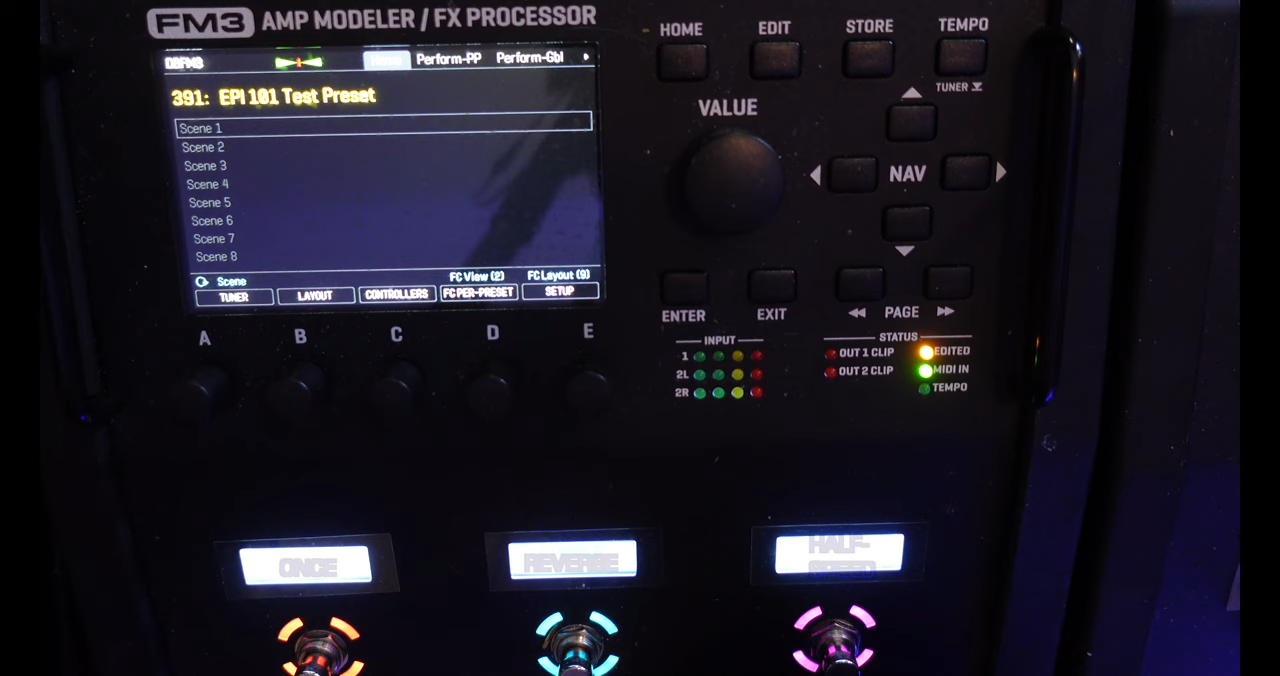 FM3 AMP MODELER / FX PROCESSOR
HOME EDIT STORE TEMPO
TUNER
DBFM3 Home Perform-PP Perform-Gbl
391: EPI 101 Test Preset
Scene 1
Scene 2
Scene 3
Scene 4
Scene 5
Scene 6
Scene 7
Scene 8
Scene FC View (2) FC Layout (9)
TUNER LAYOUT CONTROLLERS FC PER-PRESET SETUP
A B C D E
VALUE
NAV
ENTER EXIT PAGE
INPUT
1
2L
2R
STATUS
OUT 1 CLIP EDITED
OUT 2 CLIP MIDI IN
TEMPO
ONCE REVERSE HALF-
SPEED